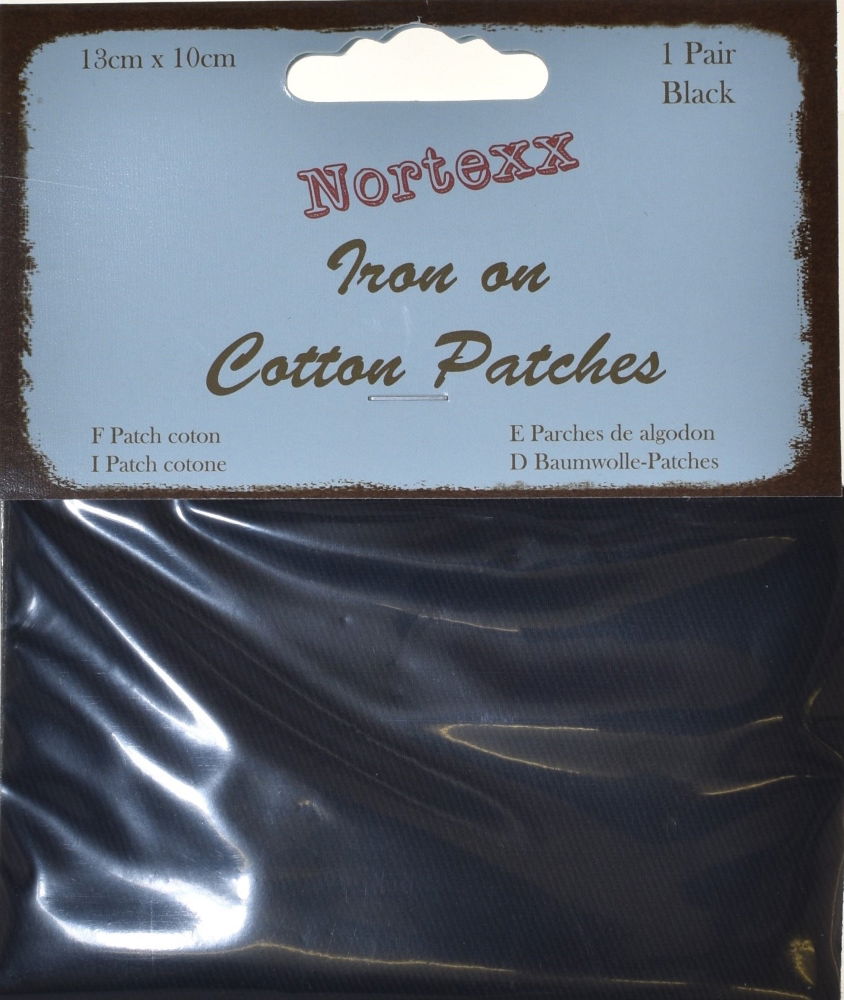 13cm x 10cm
1 Pair
Black
Nortexx
Iron on
Cotton Patches
F Patch coton
I Patch cotone
E Parches de algodon
D Baumwolle-Patches